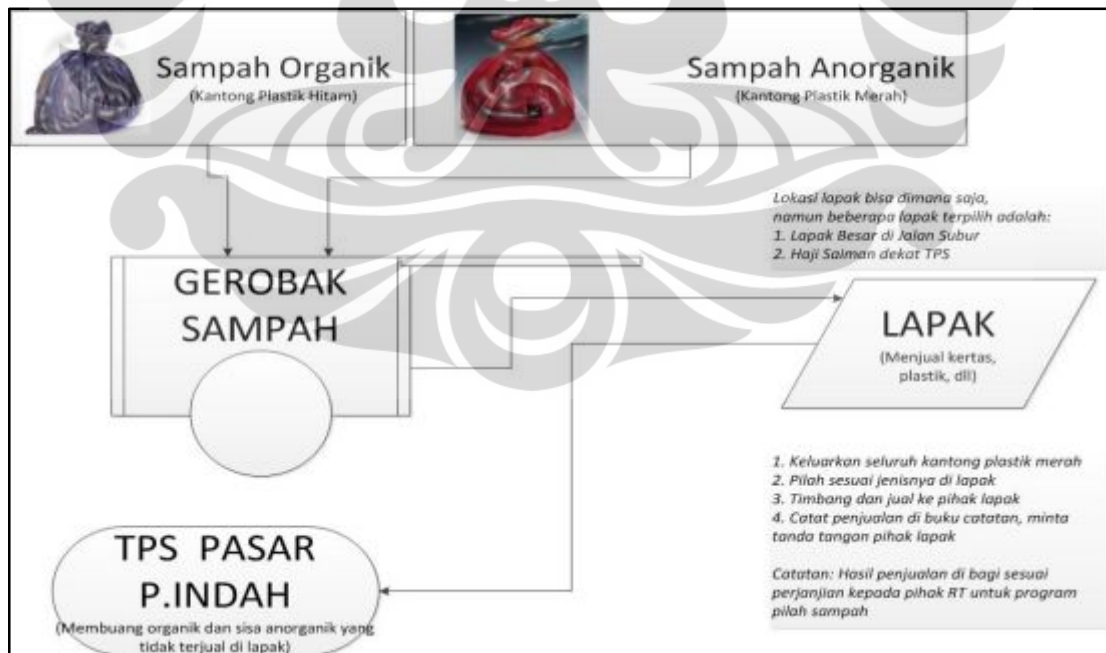 Sampah Organik
(Kantong Plastik Hitam)
Sampah Anorganik
(Kantong Plastik Merah)
Lokasi lapak bisa dimana saja,
namun beberapa lapak terpilih adalah:
1. Lapak Besar di Jalan Subur
2. Haji Saiman dekat TPS
GEROBAK
SAMPAH
LAPAK
(Menjual kertas,
plastik, dll)
1. Keluarkan seluruh kantong plastik merah
2. Pilah sesuai jenisnya di lapak
3. Timbang dan jual ke pihak lapak
4. Catat penjualan di buku catatan, minta
tanda tangan pihak lapak
Catatan: Hasil penjualan di bagi sesuai
perjanjian kepada pihak RT untuk program
pilah sampah
TPS PASAR
P.INDAH
(Membuang organik dan sisa anorganik yang
tidak terjual di lapak)